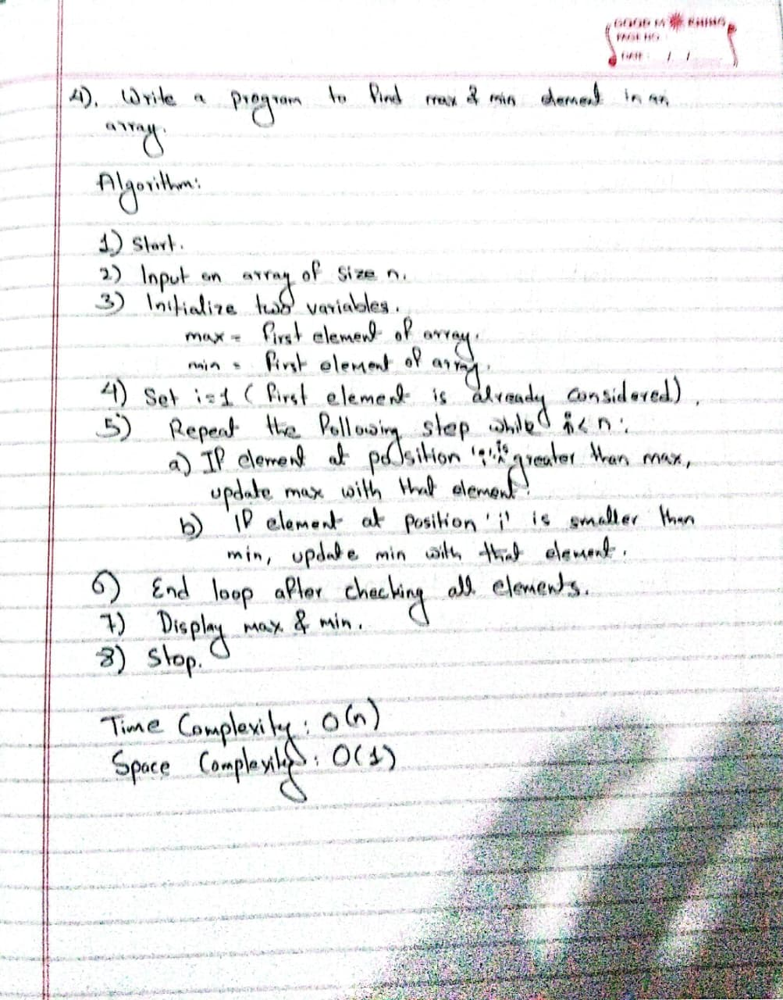 GOOD MORNING
PAGE NO :
DATE : / /
4). Write a program to find max & min element in an
array.
Algorithm:
1) Start.
2) Input an array of size n.
3) Initialize two variables.
max = first element of array.
min = first element of array.
4) Set i=1 (first element is already considered).
5) Repeat the following step while i<n:
a) If element at position 'i' is greater than max,
update max with that element.
b) If element at position 'i' is smaller than
min, update min with that element.
6) End loop after checking all elements.
7) Display max & min.
8) Stop.
Time Complexity : O(n)
Space Complexity : O(1)